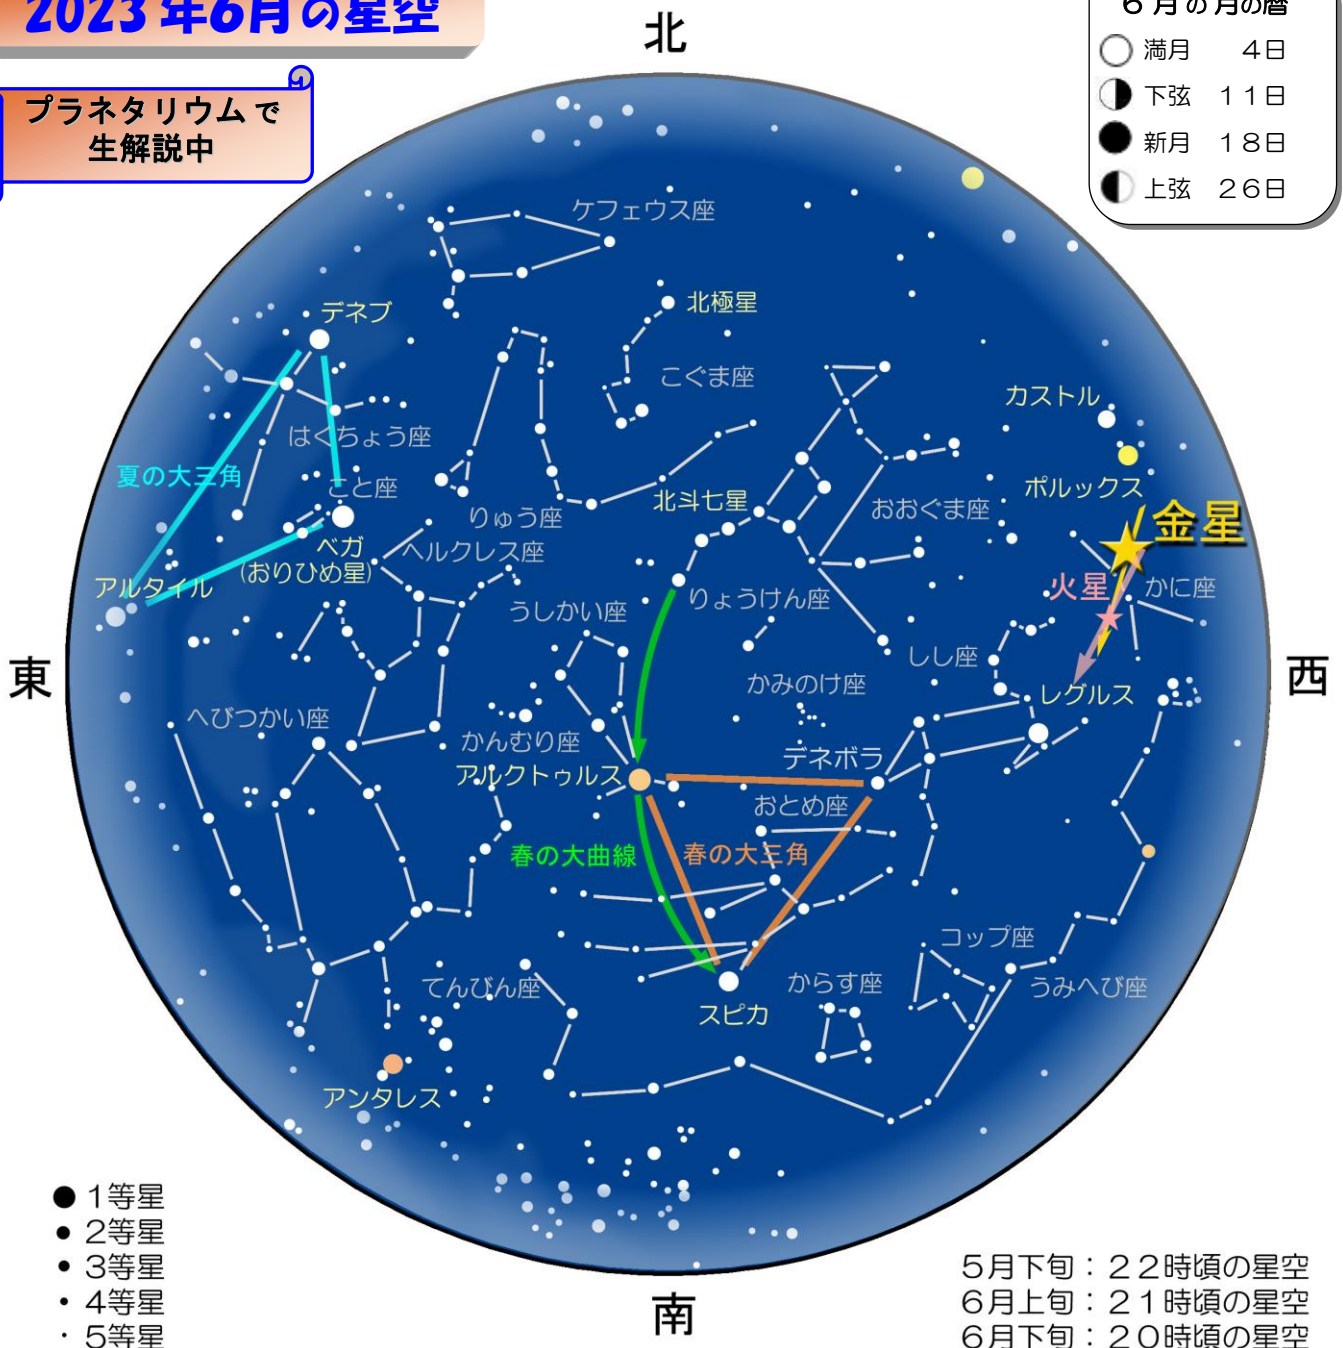 2023年6月の星空
北
6月の月の暦
満月 4日
下弦 11日
新月 18日
上弦 26日
プラネタリウムで
生解説中
ケフェウス座
北極星
デネブ
こぐま座
カストル
はくちょう座
夏の大三角
こと座
ポルックス
北斗七星
おおぐま座
りゅう座
金星
ベガ
(おりひめ星)
ヘルクレス座
アルタイル
火星
かに座
うしかい座
りょうけん座
しし座
東
西
かみのけ座
レグルス
へびつかい座
かんむり座
デネボラ
アルクトゥルス
おとめ座
春の大曲線
春の大三角
コップ座
てんびん座
からす座
うみへび座
スピカ
アンタレス
●1等星
●2等星
・3等星
・4等星
・5等星
南
5月下旬:22時頃の星空
6月上旬:21時頃の星空
6月下旬:20時頃の星空